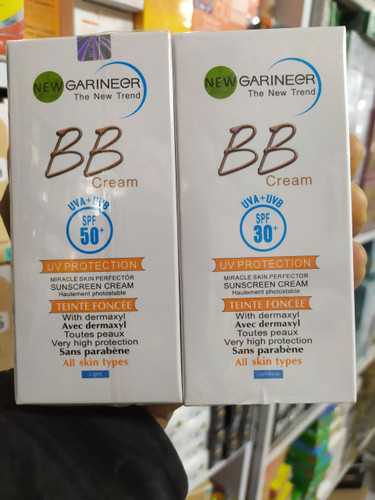 NEW GARINEER
The New Trend
BB
Cream
UVA+UVB
SPF
50+
UV PROTECTION
MIRACLE SKIN PERFECTOR
SUNSCREEN CREAM
Hautement photostable
TEINTE FONCÉE
With dermaxyl
Avec dermaxyl
Toutes peaux
Very high protection
Sans parabène
All skin types
Light
NEW GARINEER
The New Trend
BB
Cream
UVA+UVB
SPF
30+
UV PROTECTION
MIRACLE SKIN PERFECTOR
SUNSCREEN CREAM
Hautement photostable
TEINTE FONCÉE
With dermaxyl
Avec dermaxyl
Toutes peaux
Very high protection
Sans parabène
All skin types